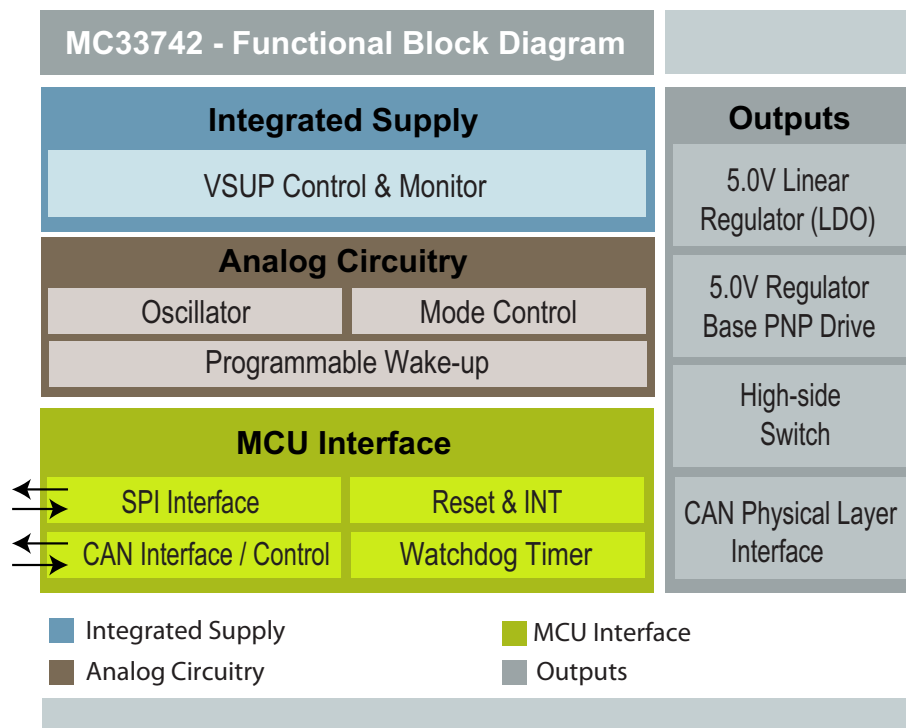 MC33742 - Functional Block Diagram
Integrated Supply
VSUP Control & Monitor
Analog Circuitry
Oscillator
Mode Control
Programmable Wake-up
MCU Interface
SPI Interface
Reset & INT
CAN Interface / Control
Watchdog Timer
Outputs
5.0V Linear
Regulator (LDO)
5.0V Regulator
Base PNP Drive
High-side
Switch
CAN Physical Layer
Interface
Integrated Supply
MCU Interface
Analog Circuitry
Outputs